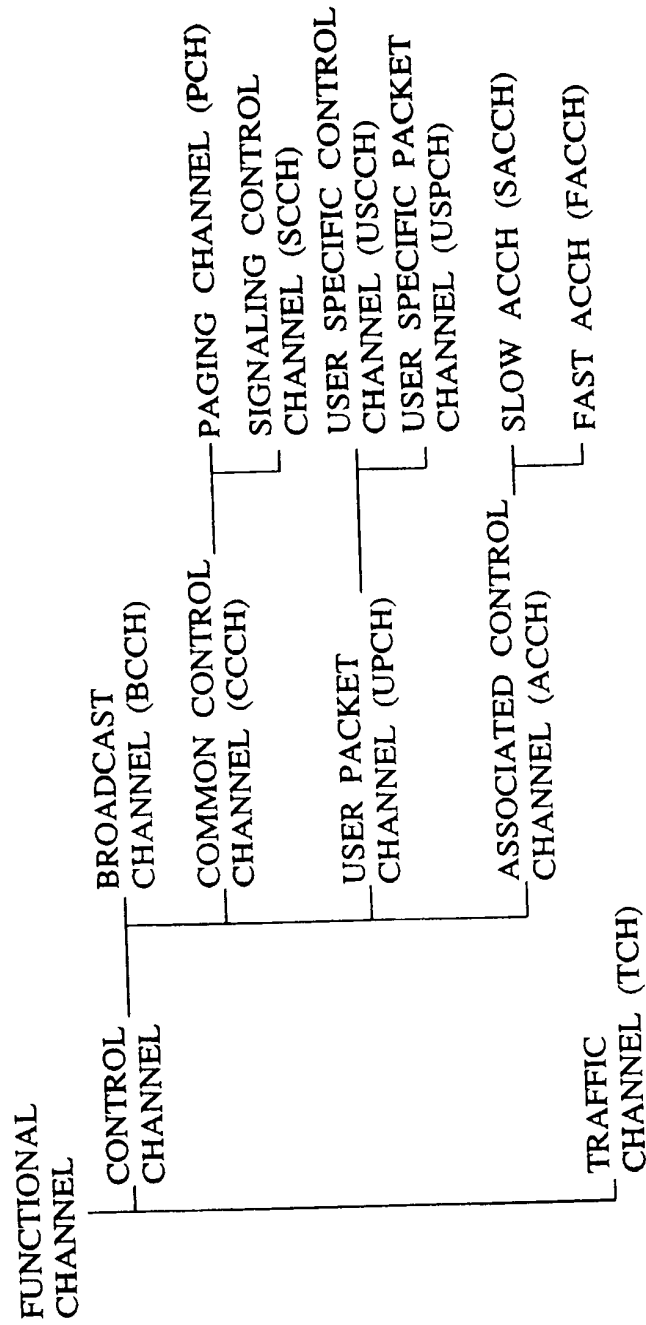 FUNCTIONAL
CHANNEL
CONTROL
CHANNEL
BROADCAST
CHANNEL (BCCH)
COMMON CONTROL
CHANNEL (CCCH)
PAGING CHANNEL (PCH)
SIGNALING CONTROL
CHANNEL (SCCH)
USER PACKET
CHANNEL (UPCH)
USER SPECIFIC CONTROL
CHANNEL (USCCH)
USER SPECIFIC PACKET
CHANNEL (USPCH)
ASSOCIATED CONTROL
CHANNEL (ACCH)
SLOW ACCH (SACCH)
FAST ACCH (FACCH)
TRAFFIC
CHANNEL (TCH)